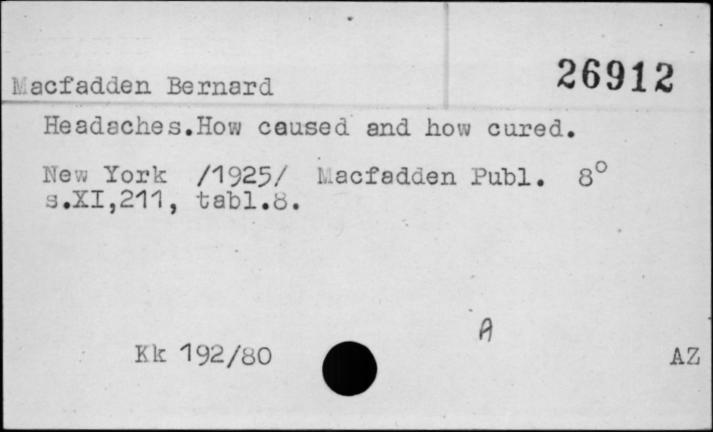 26912
Macfadden Bernard
Headaches.How caused and how cured.
New York /1925/ Macfadden Publ. 8°
s.XI,211, tabl.8.
A
Kk 192/80
AZ